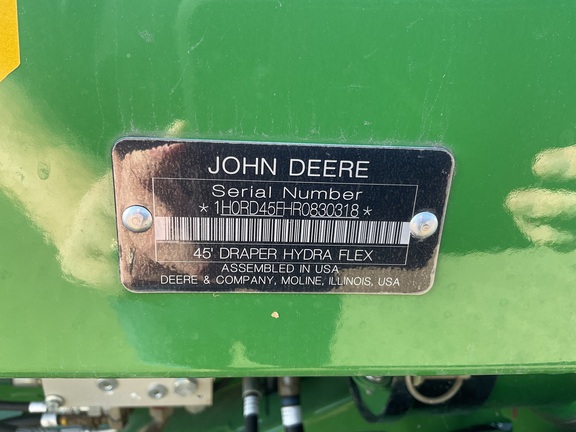 JOHN DEERE
Serial Number
*1H0RD45FHR0830318*
45' DRAPER HYDRA FLEX
ASSEMBLED IN USA
DEERE & COMPANY, MOLINE, ILLINOIS, USA